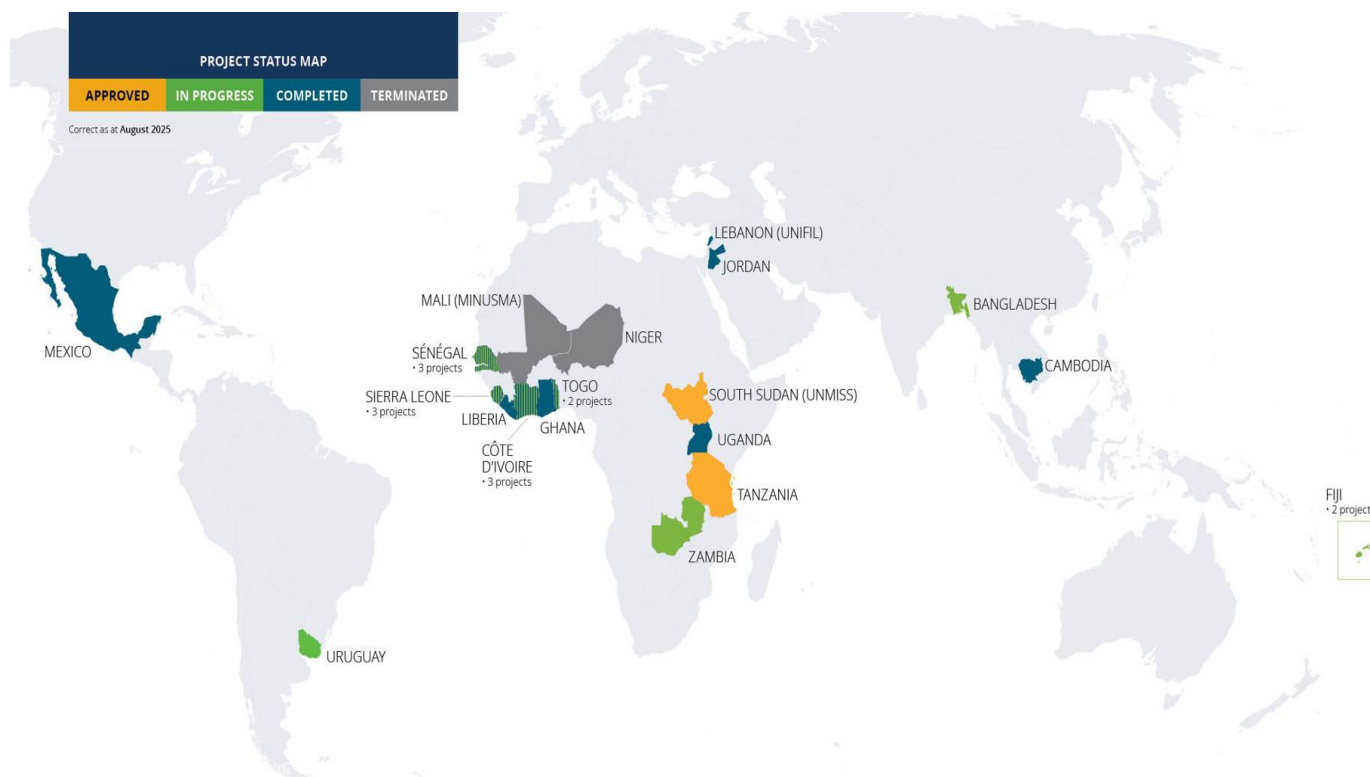 PROJECT STATUS MAP
APPROVED IN PROGRESS COMPLETED TERMINATED
Correct as at August 2025
LEBANON (UNIFIL)
JORDAN
MALI (MINUSMA)
BANGLADESH
NIGER
MEXICO
SÉNÉGAL
• 3 projects
CAMBODIA
TOGO
• 2 projects
SIERRA LEONE
• 3 projects
SOUTH SUDAN (UNMISS)
LIBERIA
GHANA
UGANDA
CÔTE
D'IVOIRE
• 3 projects
TANZANIA
FIJI
• 2 project
ZAMBIA
URUGUAY